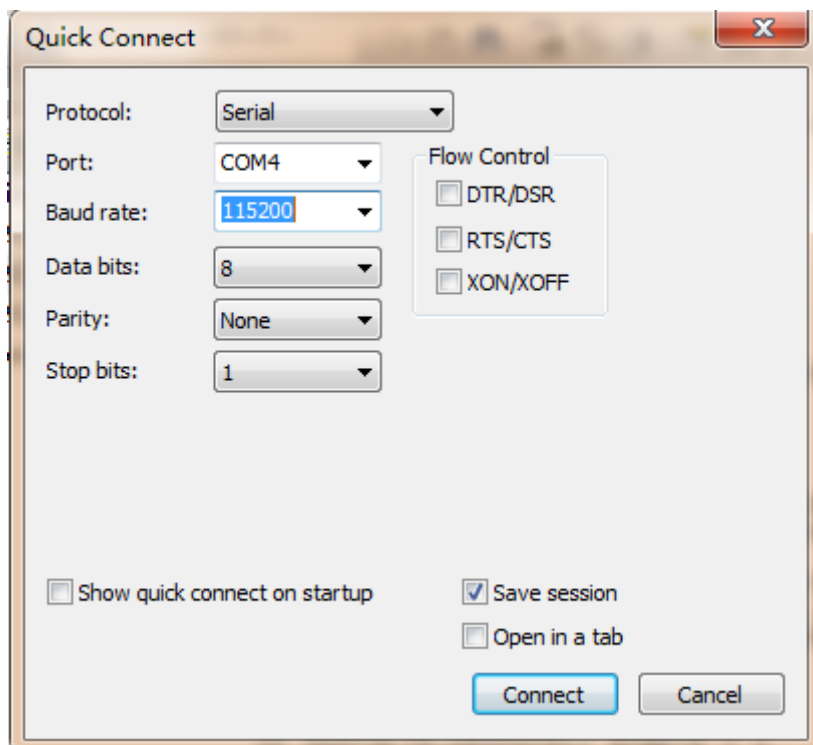 Quick Connect
Protocol: Serial
Port: COM4
Flow Control
DTR/DSR
Baud rate: 115200
RTS/CTS
Data bits: 8
XON/XOFF
Parity: None
Stop bits: 1
Show quick connect on startup
Save session
Open in a tab
Connect Cancel